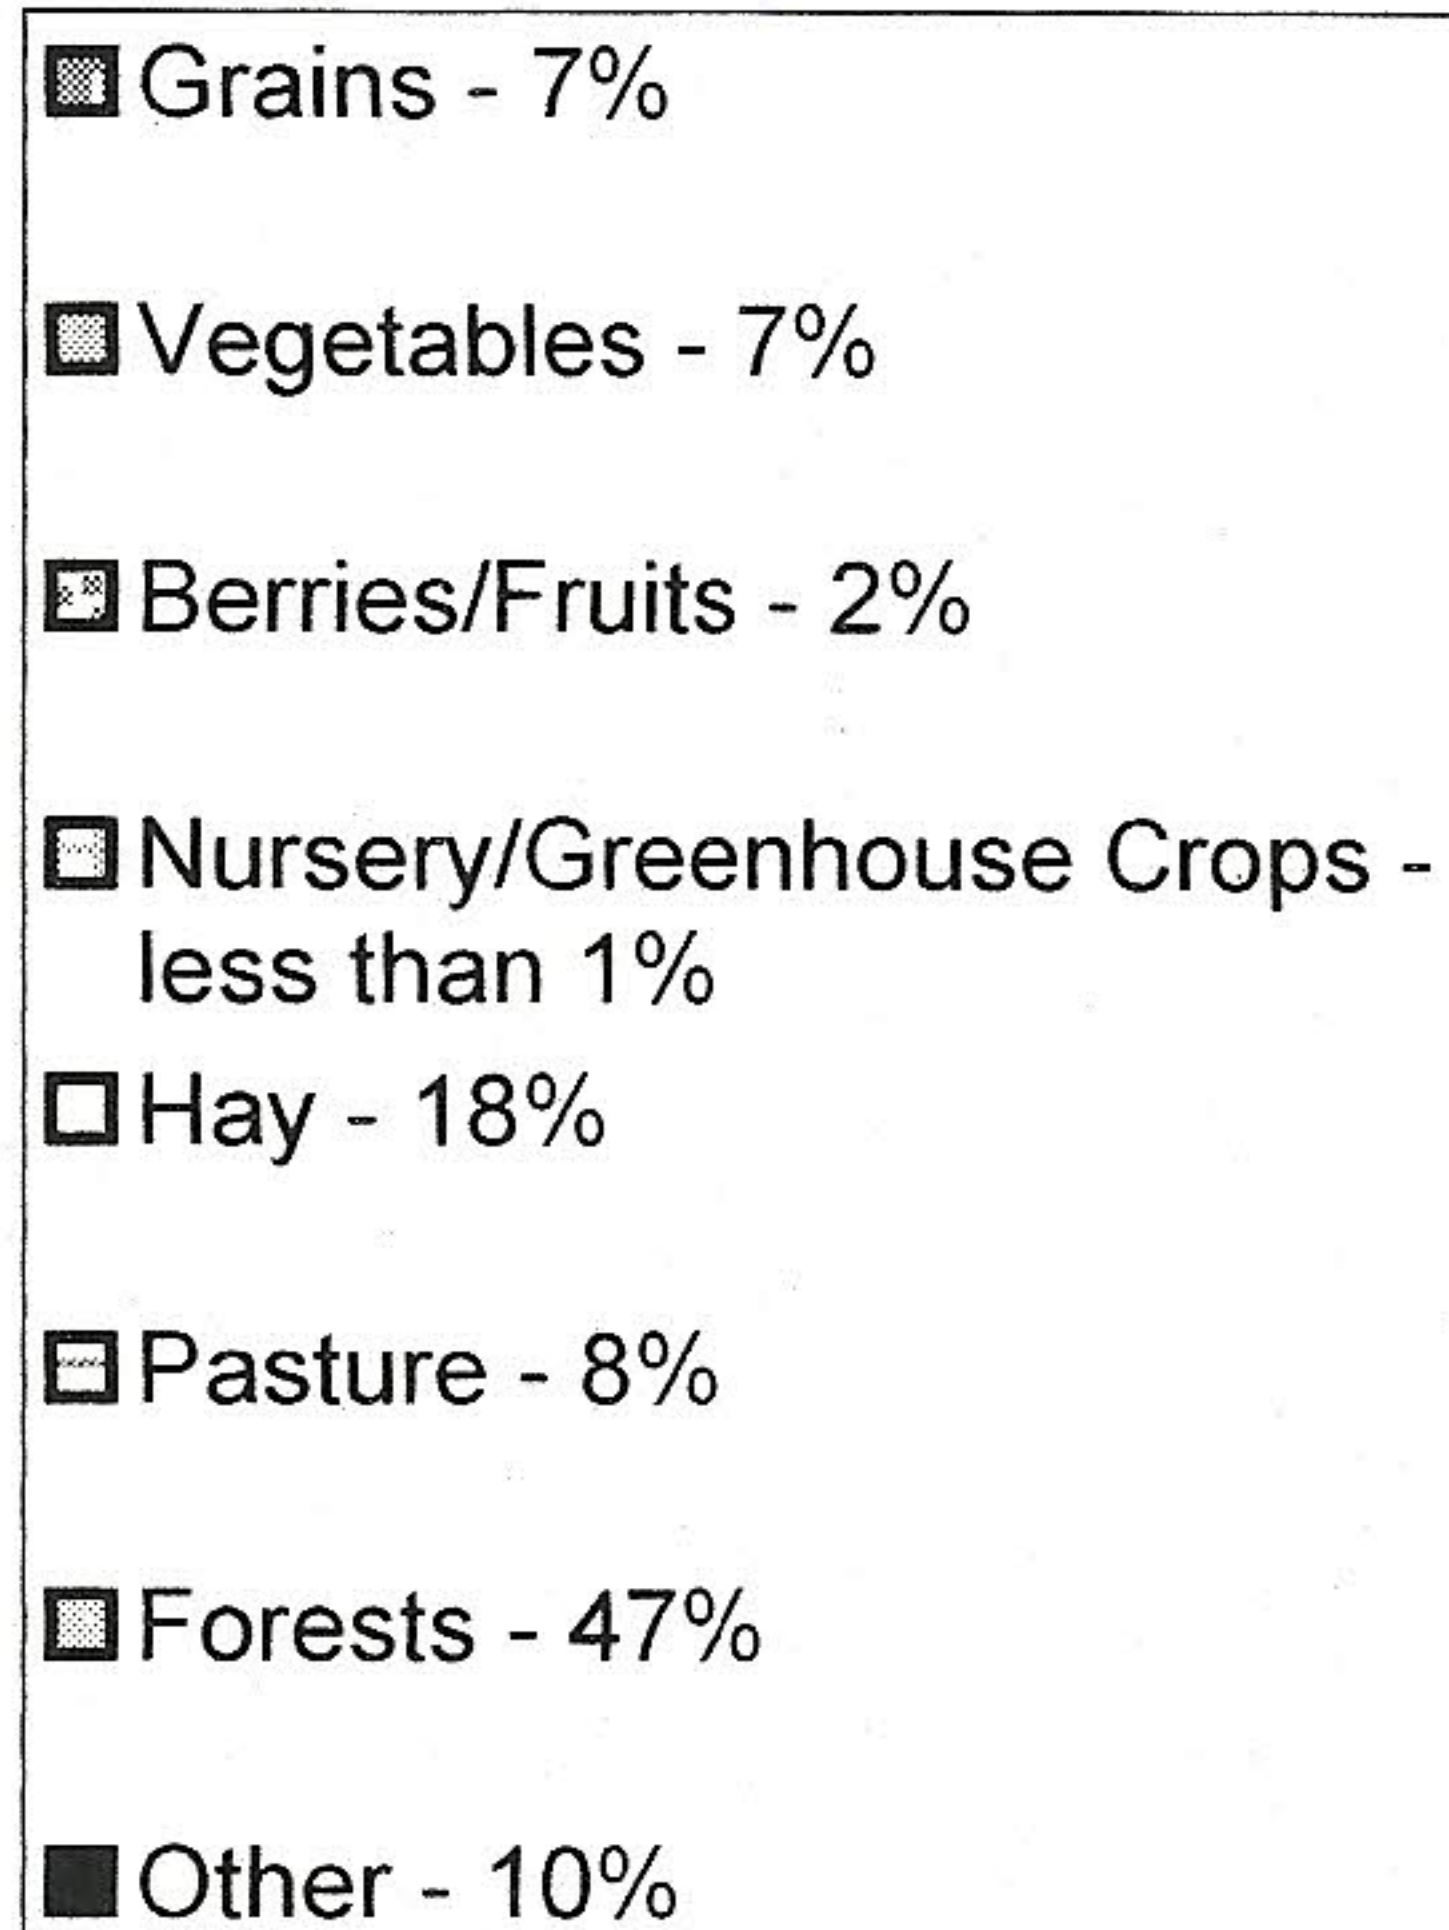 Grains - 7%
Vegetables - 7%
Berries/Fruits - 2%
Nursery/Greenhouse Crops -
less than 1%
Hay - 18%
Pasture - 8%
Forests - 47%
Other - 10%